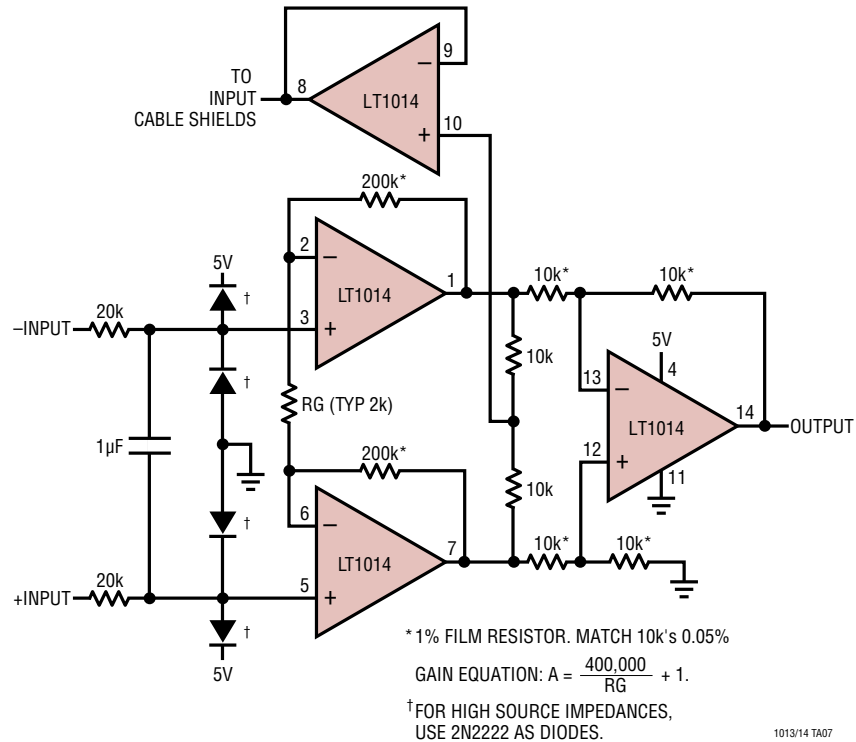 9
TO
INPUT
CABLE SHIELDS
8
−
LT1014
+
10
200k*
5V
†
2
−
LT1014
1
10k*
10k*
20k
–INPUT
3
+
†
10k
5V
4
13
−
LT1014
14
OUTPUT
RG (TYP 2k)
1µF
12
+
11
200k*
10k
†
6
−
LT1014
7
10k*
10k*
20k
+INPUT
5
+
†
5V
*1% FILM RESISTOR. MATCH 10k's 0.05%
GAIN EQUATION: A = 400,000
RG
+ 1.
†FOR HIGH SOURCE IMPEDANCES,
USE 2N2222 AS DIODES.
1013/14 TA07